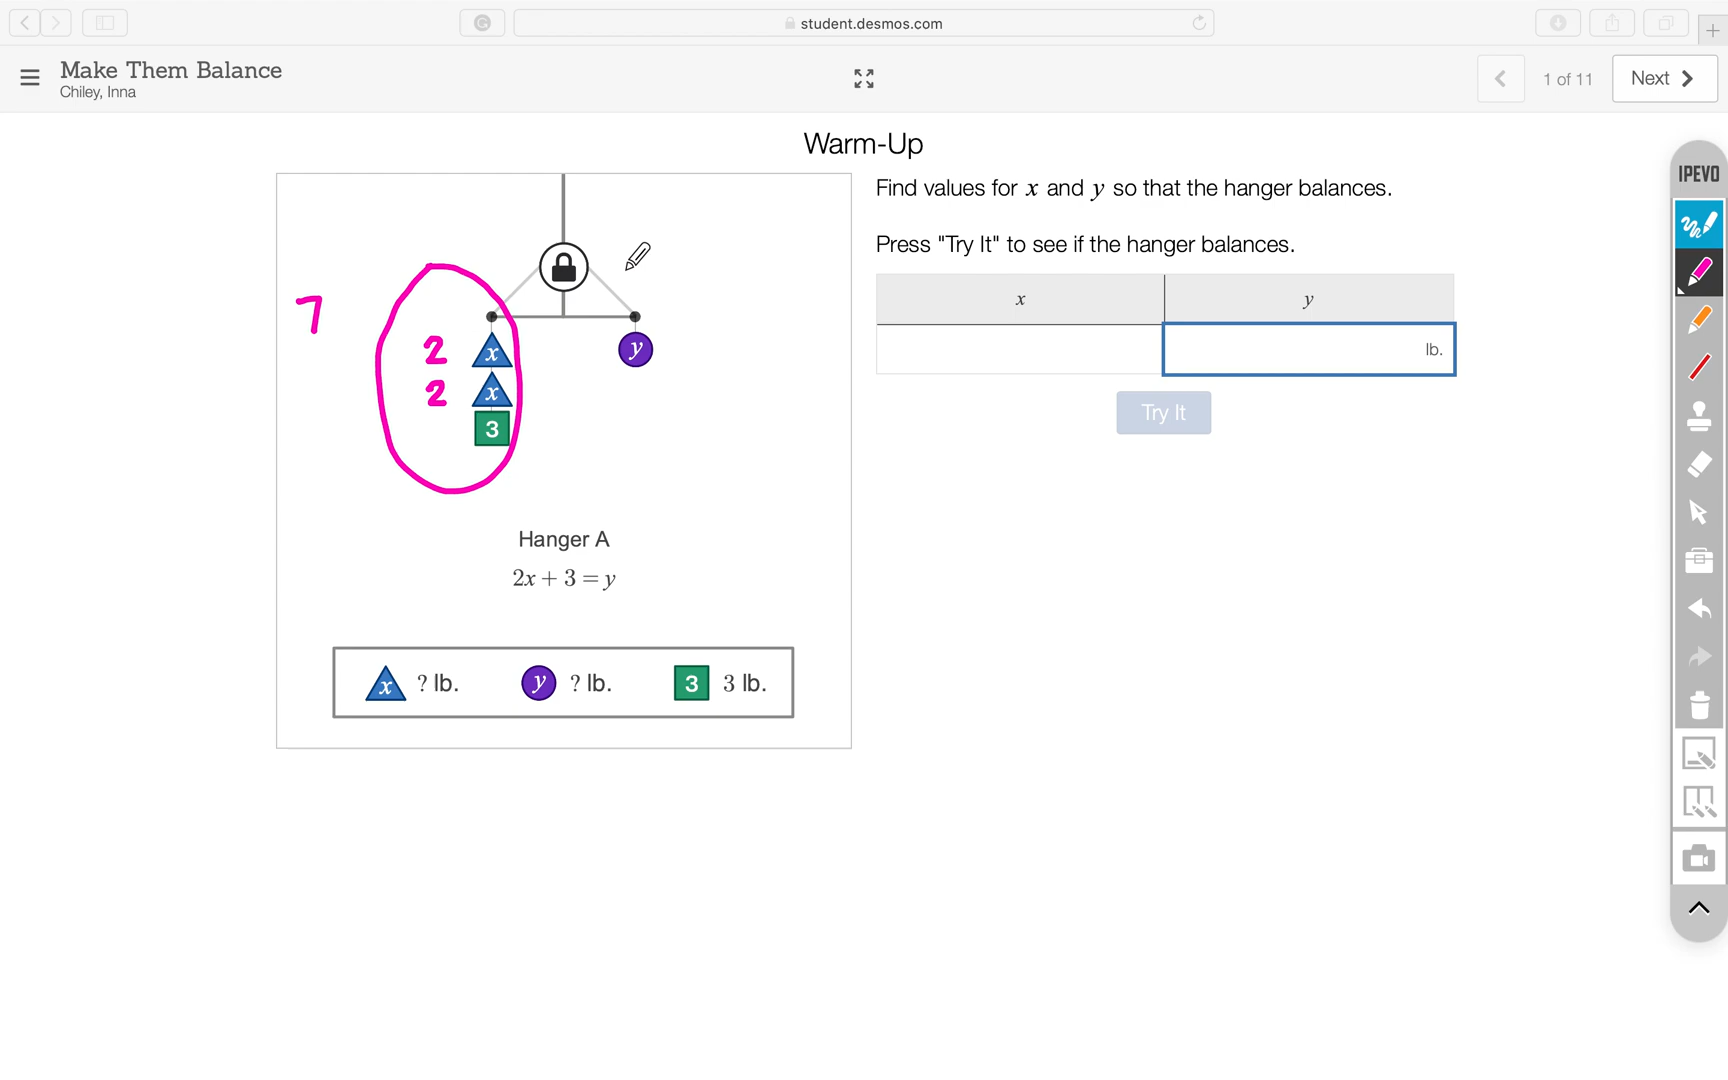 student.desmos.com
Make Them Balance
Chiley, Inna
1 of 11
Next
Warm-Up
IPEVO
Find values for x and y so that the hanger balances.
Press "Try It" to see if the hanger balances.
x y
lb.
Try It
7
2 x y
2 x
3
Hanger A
2x + 3 = y
x ? lb. y ? lb. 3 3 lb.